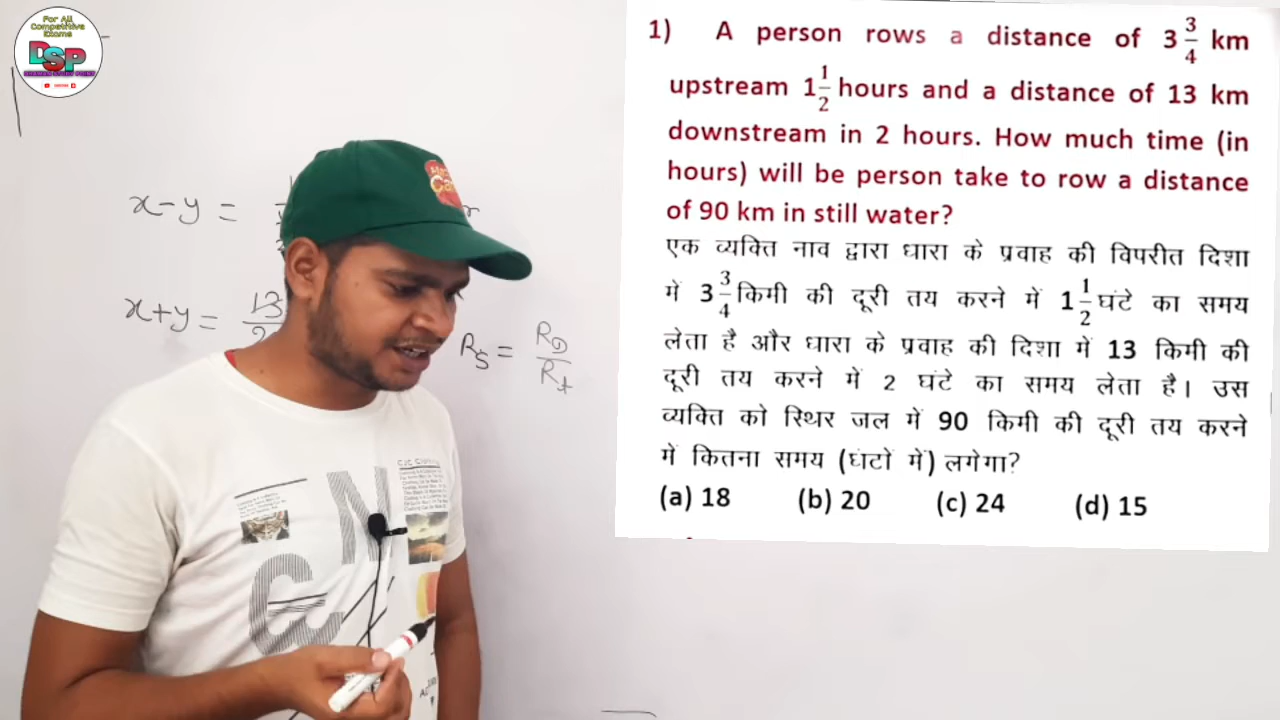 For All
Competitive
Exams
DSP
x-y =
x+y = 13
R_S = R_D / R_t
1) A person rows a distance of 3 3/4 km
upstream 1 1/2 hours and a distance of 13 km
downstream in 2 hours. How much time (in
hours) will be person take to row a distance
of 90 km in still water?
एक व्यक्ति नाव द्वारा धारा के प्रवाह की विपरीत दिशा
में 3 3/4 किमी की दूरी तय करने में 1 1/2 घंटे का समय
लेता है और धारा के प्रवाह की दिशा में 13 किमी की
दूरी तय करने में 2 घंटे का समय लेता है। उस
व्यक्ति को स्थिर जल में 90 किमी की दूरी तय करने
में कितना समय (घंटों में) लगेगा?
(a) 18 (b) 20 (c) 24 (d) 15